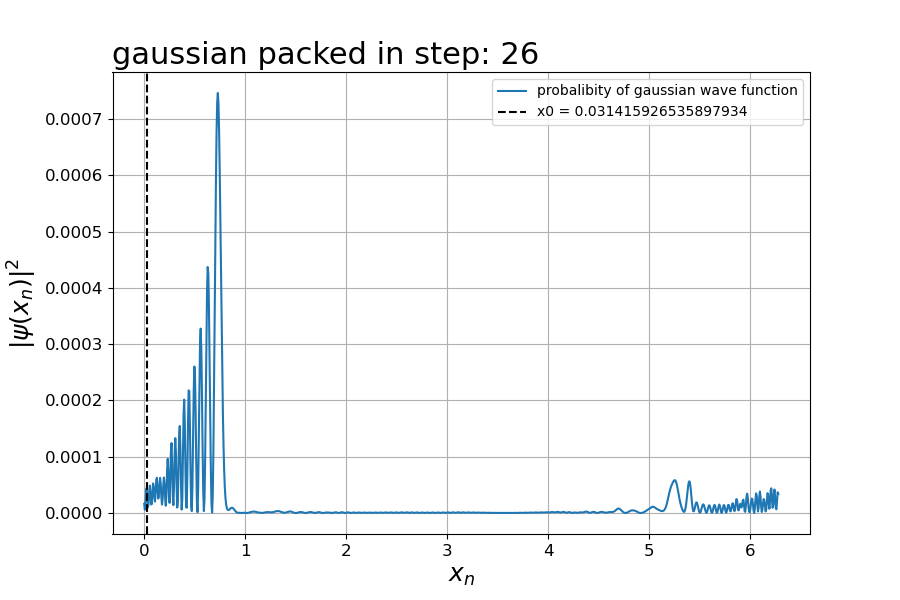 gaussian packed in step: 26
probalibity of gaussian wave function
x0 = 0.031415926535897934
0.0007
0.0006
0.0005
0.0004
0.0003
0.0002
0.0001
0.0000
|ψ(xₙ)|²
0 1 2 3 4 5 6
xₙ